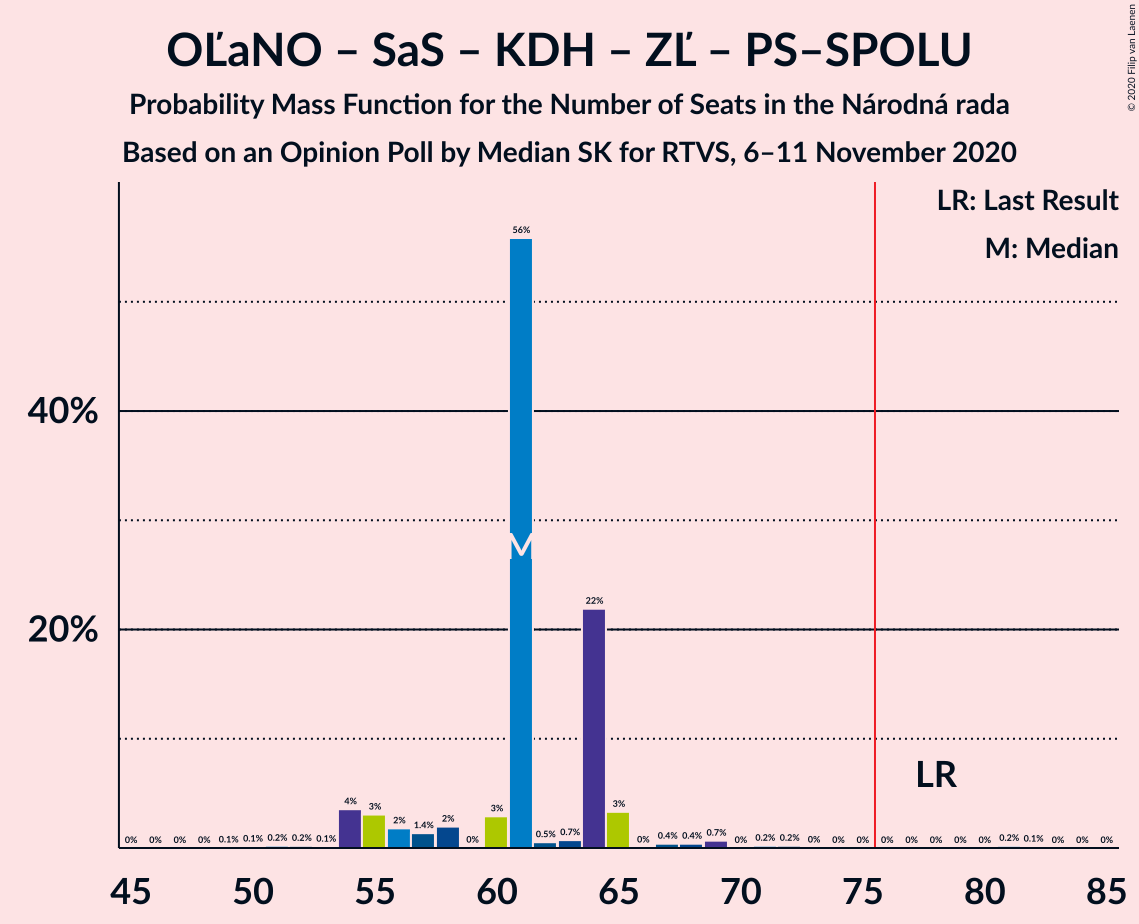 OĽaNO – SaS – KDH – ZĽ – PS–SPOLU
Probability Mass Function for the Number of Seats in the Národná rada
Based on an Opinion Poll by Median SK for RTVS, 6–11 November 2020
© 2020 Filip van Laenen
LR: Last Result
M: Median
56%
40%
M
22%
20%
LR
0% 0% 0% 0% 0.1% 0.1% 0.2% 0.2% 0.1% 4% 3% 2% 1.4% 2% 0% 3% 0.5% 0.7% 3% 0% 0.4% 0.4% 0.7% 0% 0.2% 0.2% 0% 0% 0% 0% 0% 0% 0% 0% 0.2% 0.1% 0% 0% 0%
45 50 55 60 65 70 75 80 85